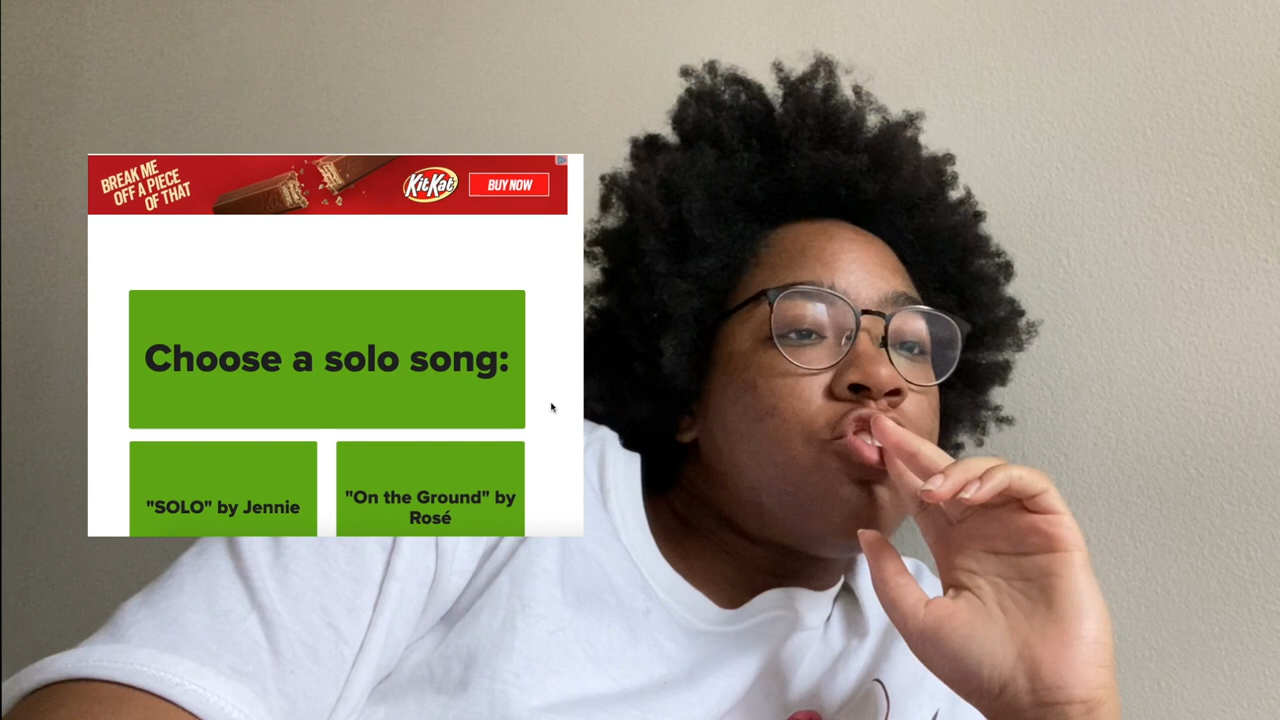 BREAK ME
OFF A PIECE
OF THAT
KitKat
BUY NOW
Choose a solo song:
"SOLO" by Jennie
"On the Ground" by
Rosé